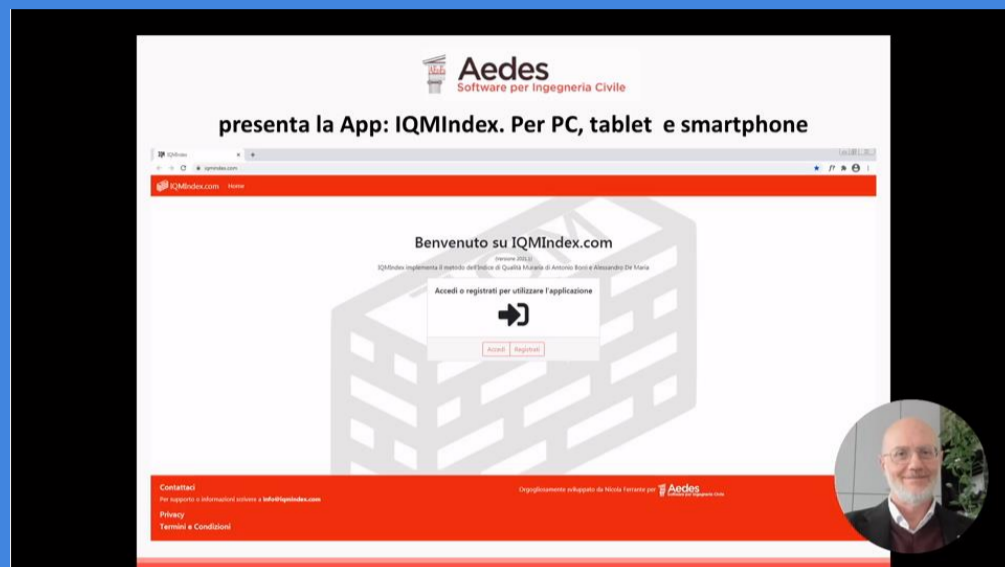 Aedes
Software per Ingegneria Civile
presenta la App: IQMIndex. Per PC, tablet e smartphone
IQMIndex
iqmindex.com
IQMIndex.com Home
Benvenuto su IQMIndex.com
IQMIndex implementa il metodo dell'Indice di Qualità Muraria di Antonio Borri e Alessandro De Maria
Accedi o registrati per utilizzare l'applicazione
Accedi Registrati
Contattaci
Per supporto o informazioni scrivere a info@iqmindex.com
Orgogliosamente sviluppato da Nicola Ferrante per Aedes
Privacy
Termini e Condizioni